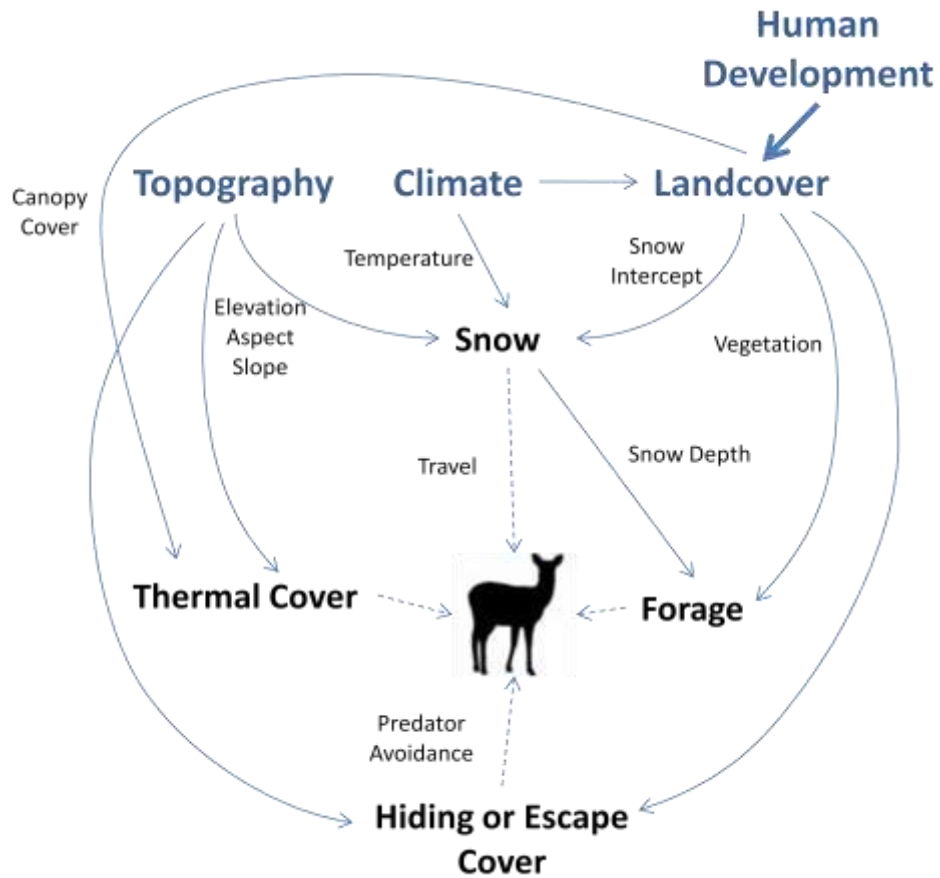 Human
Development
Topography
Climate
Landcover
Canopy
Cover
Temperature
Snow
Intercept
Elevation
Aspect
Slope
Snow
Vegetation
Travel
Snow Depth
Thermal Cover
Forage
Predator
Avoidance
Hiding or Escape
Cover